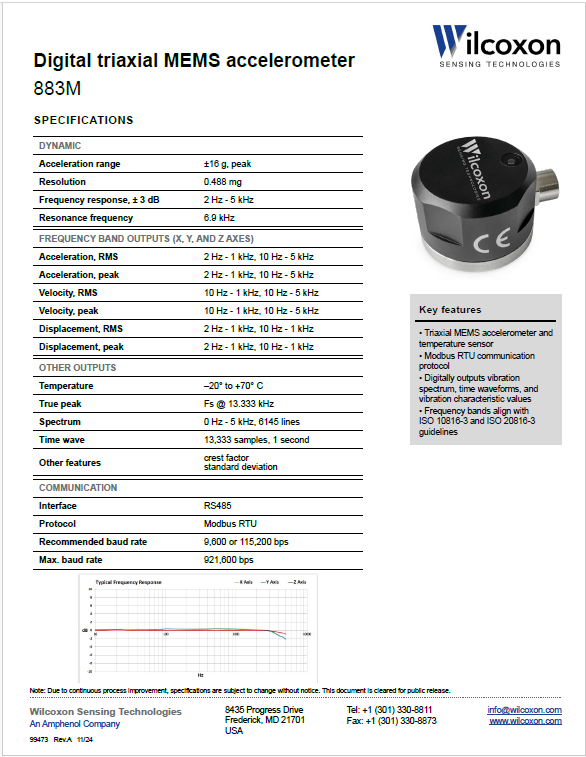 Digital triaxial MEMS accelerometer
883M
Wilcoxon
SENSING TECHNOLOGIES
SPECIFICATIONS
DYNAMIC
Acceleration range ±16 g, peak
Resolution 0.488 mg
Frequency response, ± 3 dB 2 Hz - 5 kHz
Resonance frequency 6.9 kHz
FREQUENCY BAND OUTPUTS (X, Y, AND Z AXES)
Acceleration, RMS 2 Hz - 1 kHz, 10 Hz - 5 kHz
Acceleration, peak 2 Hz - 1 kHz, 10 Hz - 5 kHz
Velocity, RMS 10 Hz - 1 kHz, 10 Hz - 5 kHz
Velocity, peak 10 Hz - 1 kHz, 10 Hz - 5 kHz
Displacement, RMS 2 Hz - 1 kHz, 10 Hz - 1 kHz
Displacement, peak 2 Hz - 1 kHz, 10 Hz - 1 kHz
OTHER OUTPUTS
Temperature –20° to +70° C
True peak Fs @ 13.333 kHz
Spectrum 0 Hz - 5 kHz, 6145 lines
Time wave 13,333 samples, 1 second
Other features crest factor
standard deviation
COMMUNICATION
Interface RS485
Protocol Modbus RTU
Recommended baud rate 9,600 or 115,200 bps
Max. baud rate 921,600 bps
Wilcoxon
SENSING TECHNOLOGIES
CE
Key features
• Triaxial MEMS accelerometer and
temperature sensor
• Modbus RTU communication
protocol
• Digitally outputs vibration
spectrum, time waveforms, and
vibration characteristic values
• Frequency bands align with
ISO 10816-3 and ISO 20816-3
guidelines
Typical Frequency Response
X Axis Y Axis Z Axis
dB
Hz
Note: Due to continuous process improvement, specifications are subject to change without notice. This document is cleared for public release.
Wilcoxon Sensing Technologies
An Amphenol Company
8435 Progress Drive
Frederick, MD 21701
USA
Tel: +1 (301) 330-8811
Fax: +1 (301) 330-8873
info@wilcoxon.com
www.wilcoxon.com
99473 Rev.A 11/24